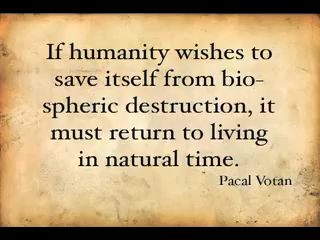 If humanity wishes to
save itself from bio-
spheric destruction, it
must return to living
in natural time.
Pacal Votan